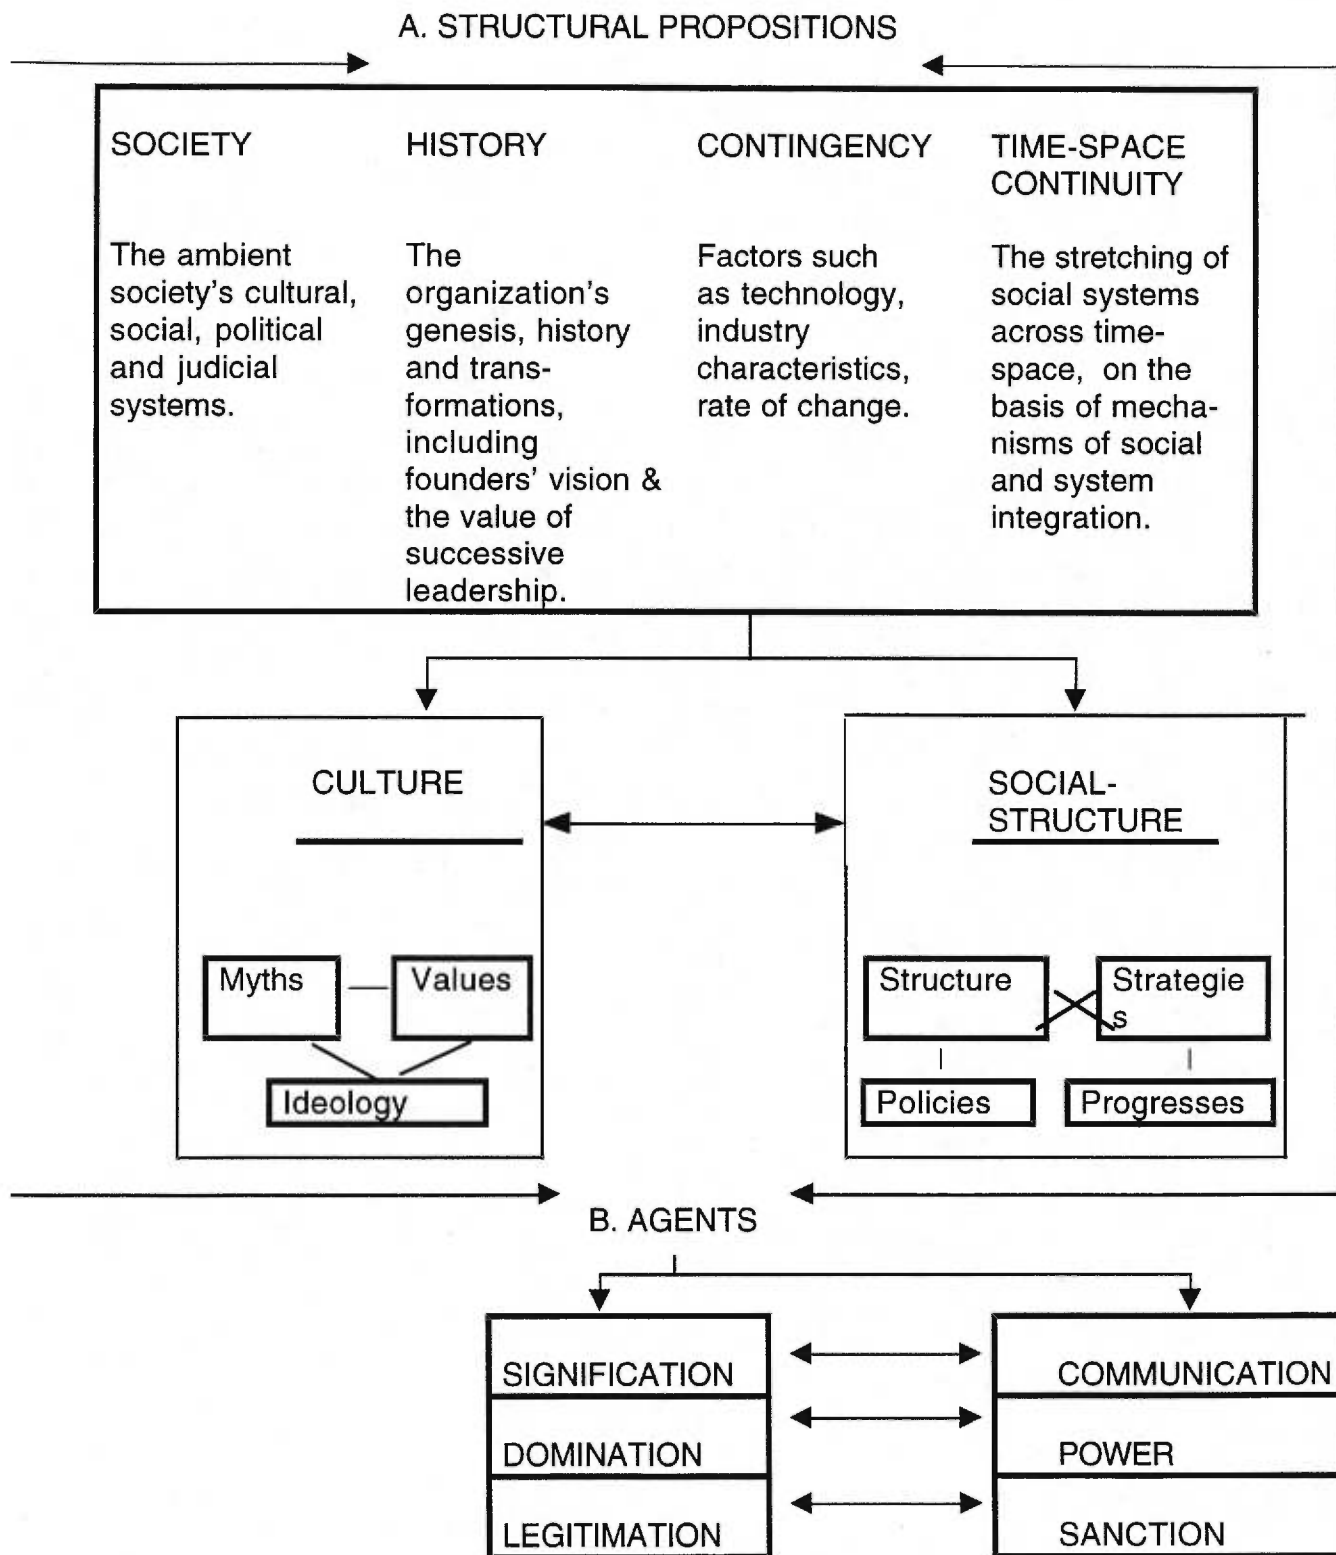 A. STRUCTURAL PROPOSITIONS
SOCIETY
The ambient
society's cultural,
social, political
and judicial
systems.
HISTORY
The
organization's
genesis, history
and trans-
formations,
including
founders' vision &
the value of
successive
leadership.
CONTINGENCY
Factors such
as technology,
industry
characteristics,
rate of change.
TIME-SPACE
CONTINUITY
The stretching of
social systems
across time-
space, on the
basis of mecha-
nisms of social
and system
integration.
CULTURE
Myths
Values
Ideology
SOCIAL-
STRUCTURE
Structure
Strategie
s
Policies
Progresses
B. AGENTS
SIGNIFICATION
COMMUNICATION
DOMINATION
POWER
LEGITIMATION
SANCTION